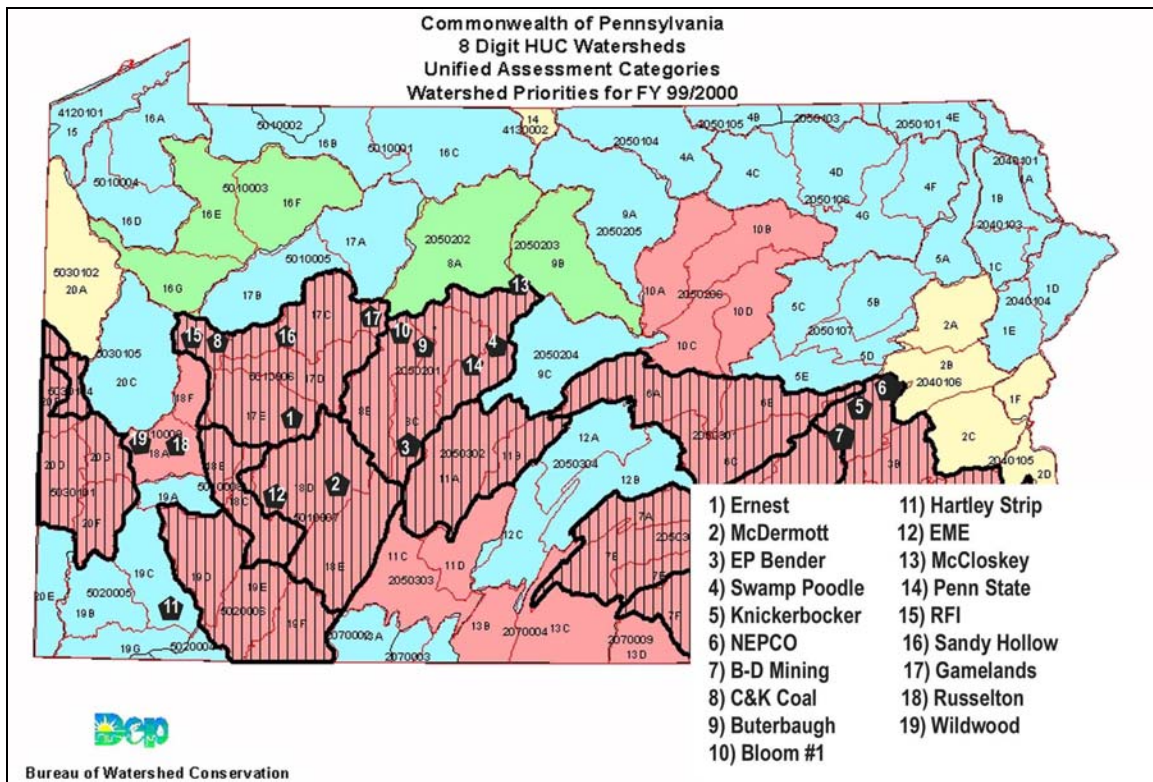 Commonwealth of Pennsylvania
8 Digit HUC Watersheds
Unified Assessment Categories
Watershed Priorities for FY 99/2000
4120101
15
16A
5040002
16B
5010001
16C
14
4130002
2050104
4A
2050105
4B
2050103
2050101
4E
2040101
1A
5010004
16D
5010003
16E
16F
4C
4D
4F
1B
2040103
2050106
4G
17A
5010005
2050202
8A
2050203
9B
9A
2050205
10B
10A
2050206
10D
10C
5A
1C
1D
2040104
1E
5C
5B
2050107
5D
5E
5030102
20A
16G
17B
2A
2B
2040106
1F
2C
2040105
2D
5030105
20C
17C
17D
17E
8E
2050201
8C
2050204
9C
6A
6E
6C
3B
18F
18A
20D
20G
5030101
20F
18E
18C
18D
5010007
18E
2050302
11A
11B
12A
2050304
12B
12C
7A
7E
7F
19A
19C
5020005
20E
19B
19G
5020004
19D
19E
5020006
19F
11C
11D
2050303
2070002
13A
2070003
13B
2070004
13C
2070009
13D
13
15
8
16
17
10
9
4
14
6
5
7
19
18
1
3
2
12
11
1) Ernest
2) McDermott
3) EP Bender
4) Swamp Poodle
5) Knickerbocker
6) NEPCO
7) B-D Mining
8) C&K Coal
9) Buterbaugh
10) Bloom #1
11) Hartley Strip
12) EME
13) McCloskey
14) Penn State
15) RFI
16) Sandy Hollow
17) Gamelands
18) Russelton
19) Wildwood
Dep
Bureau of Watershed Conservation